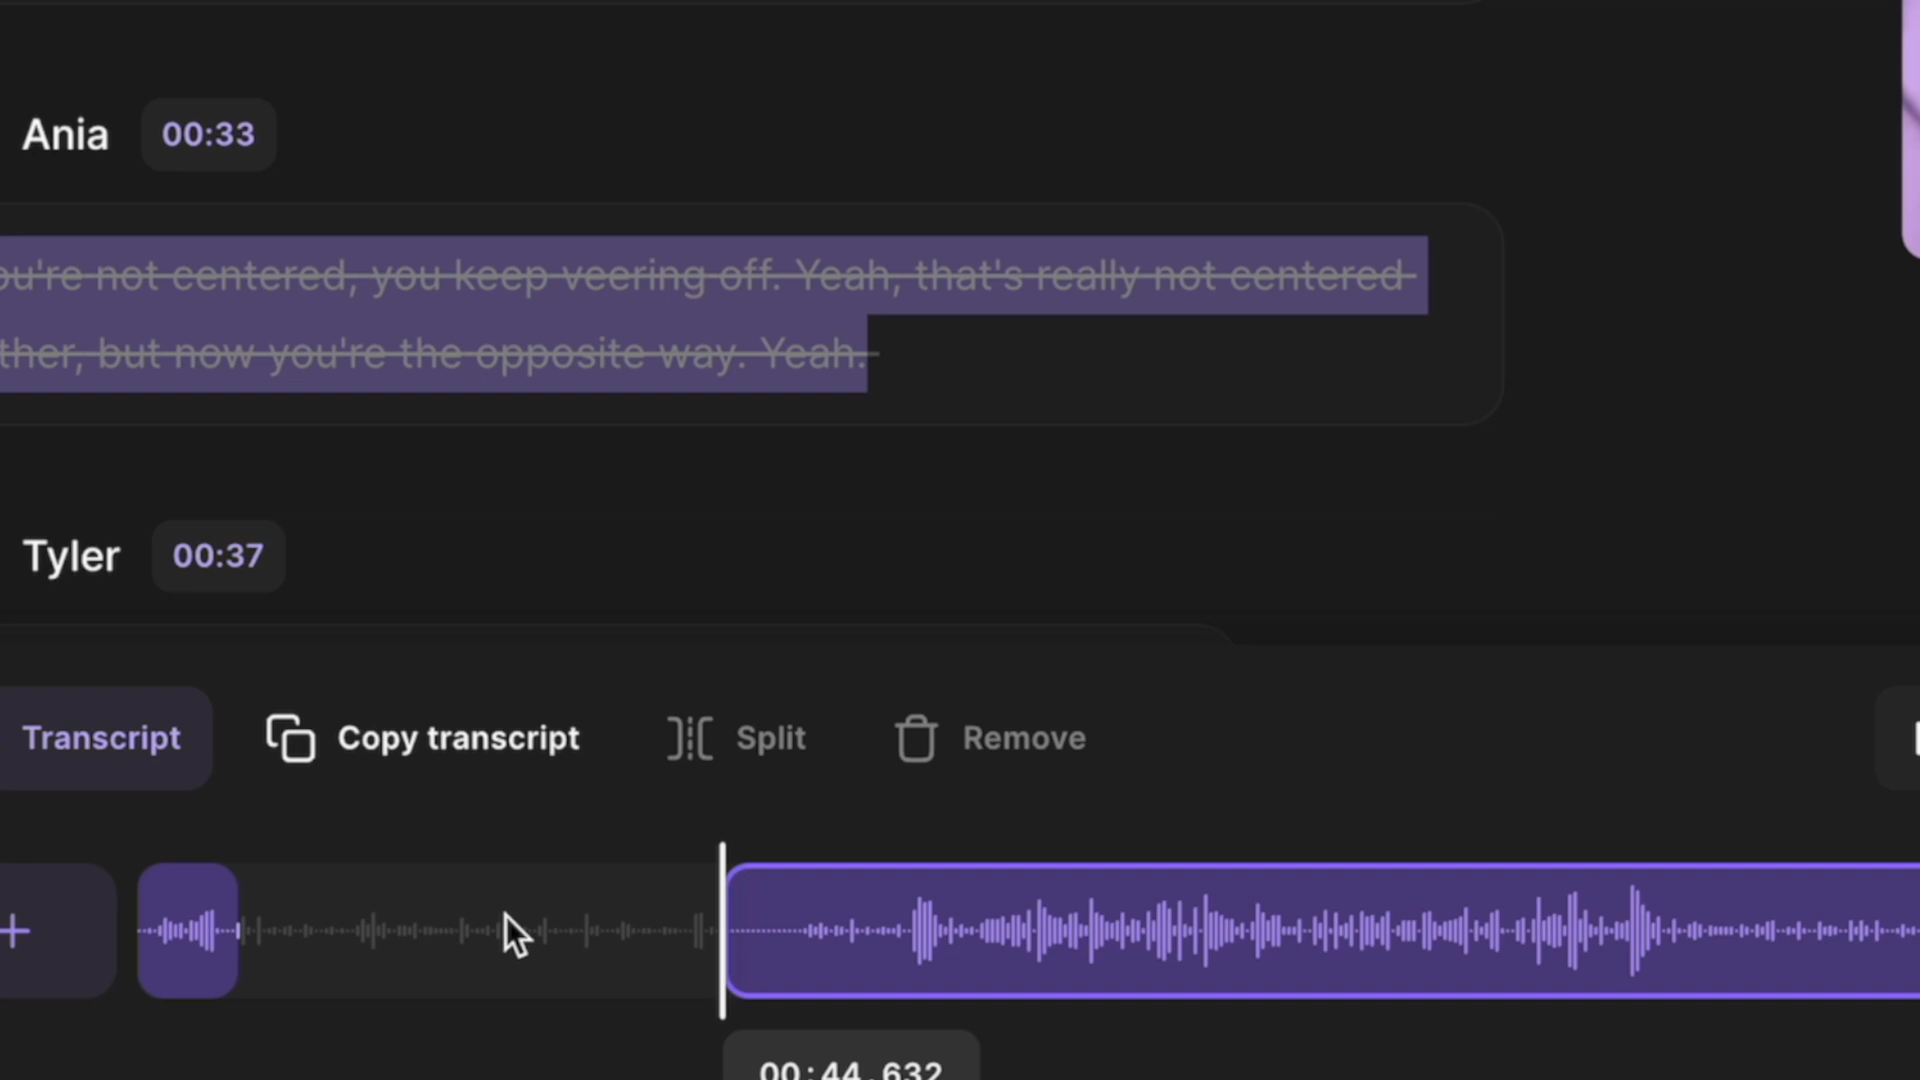 Ania 00:33
ou're not centered, you keep veering off. Yeah, that's really not centered
ther, but now you're the opposite way. Yeah.
Tyler 00:37
Transcript Copy transcript Split Remove
00:44.632